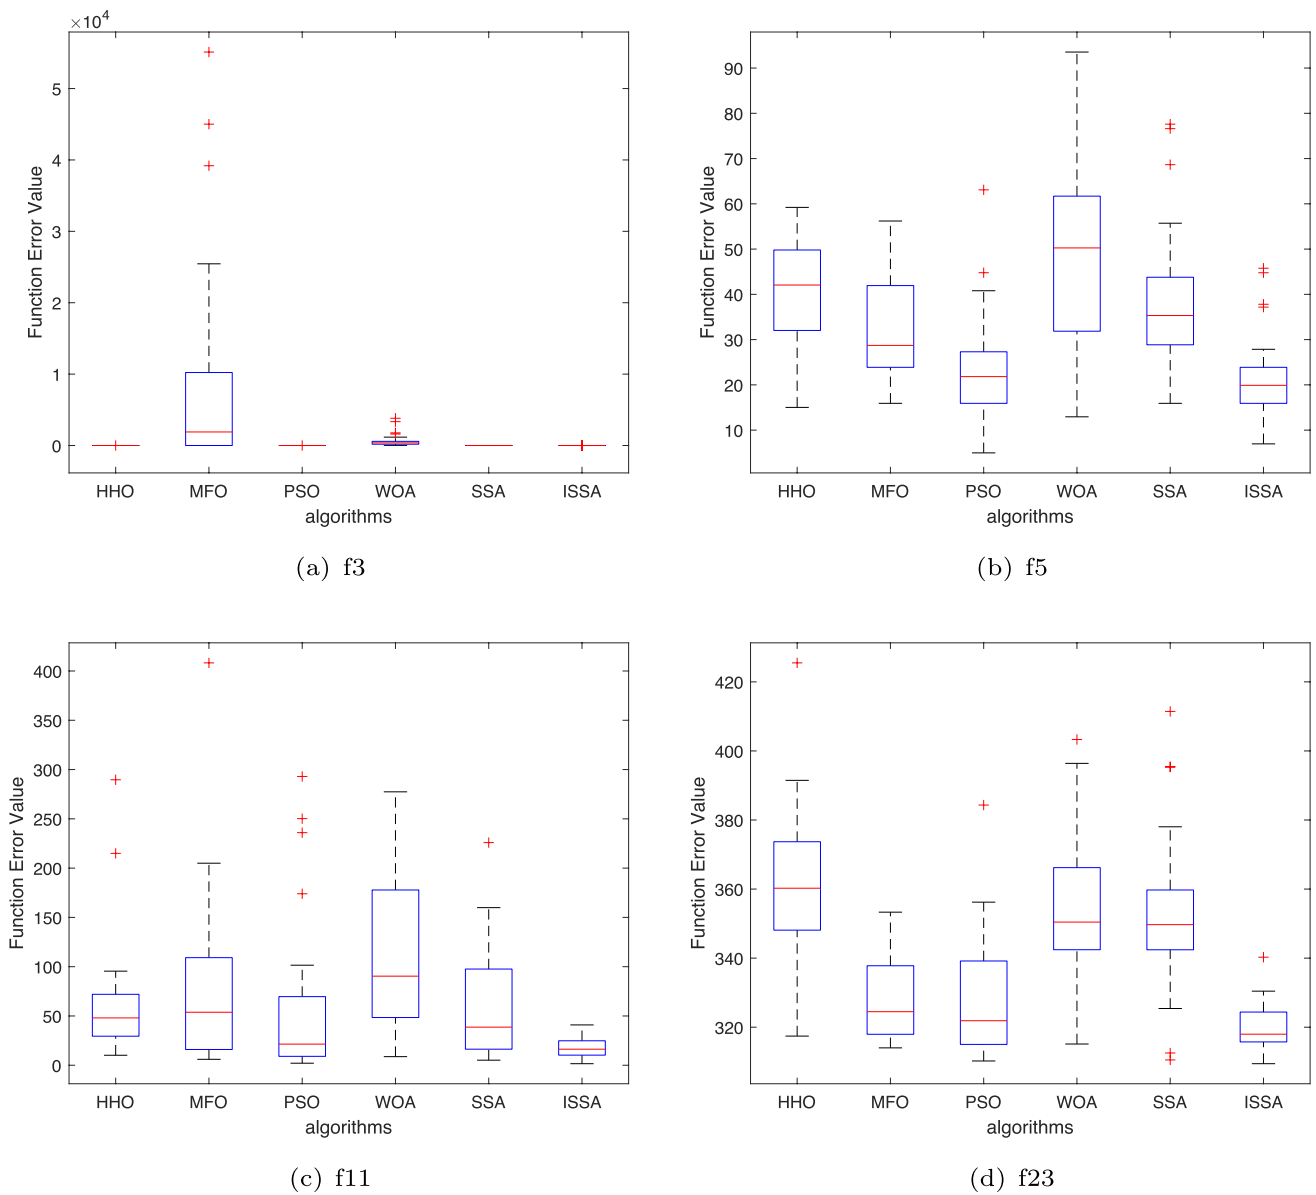 ×10^4
5
4
3
2
1
0
Function Error Value
HHO MFO PSO WOA SSA ISSA
algorithms
(a) f3
90
80
70
60
50
40
30
20
10
Function Error Value
HHO MFO PSO WOA SSA ISSA
algorithms
(b) f5
400
350
300
250
200
150
100
50
0
Function Error Value
HHO MFO PSO WOA SSA ISSA
algorithms
(c) f11
420
400
380
360
340
320
Function Error Value
HHO MFO PSO WOA SSA ISSA
algorithms
(d) f23